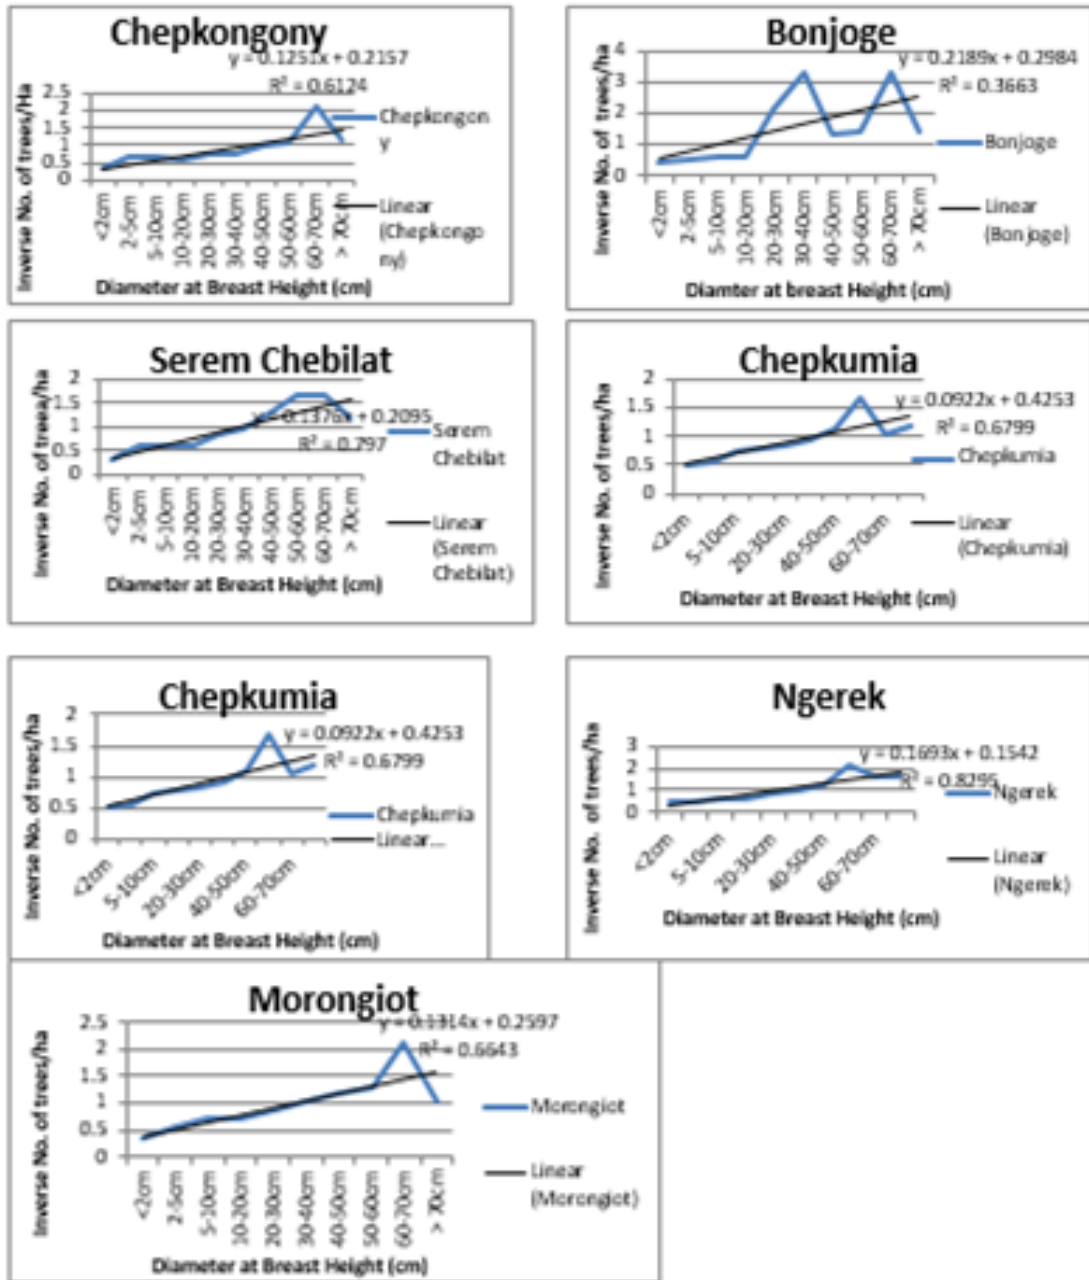 Chepkongony
y = 0.1251x + 0.2157
R² = 0.6124
Inverse No. of trees/Ha
2.5
2
1.5
1
0.5
0
<2cm
2-5cm
5-10cm
10-20cm
20-30cm
30-40cm
40-50cm
50-60cm
60-70cm
> 70cm
Chepkongon
y
Linear
(Chepkongo
ny)
Diameter at Breast Height (cm)
Bonjoge
y = 0.2189x + 0.2984
R² = 0.3663
Inverse No. of trees/ha
4
3
2
1
0
<2cm
2-5cm
5-10cm
10-20cm
20-30cm
30-40cm
40-50cm
50-60cm
60-70cm
> 70cm
Bonjoge
Linear
(Bonjoge)
Diamter at breast Height (cm)
Serem Chebilat
y = 0.1376x + 0.2095
R² = 0.797
Inverse No. of treea/ha
2
1.5
1
0.5
0
<2cm
2-5cm
5-10cm
10-20cm
20-30cm
30-40cm
40-50cm
50-60cm
60-70cm
> 70cm
Serem
Chebilat
Linear
(Serem
Chebilat)
Diameter at Breast Height (cm)
Chepkumia
y = 0.0922x + 0.4253
R² = 0.6799
Inverse No. of trees/ha
2
1.5
1
0.5
0
<2cm
5-10cm
20-30cm
40-50cm
60-70cm
Chepkumia
Linear
(Chepkumia)
Diameter at Breast Height (cm)
Chepkumia
y = 0.0922x + 0.4253
R² = 0.6799
Inverse No. of trees/ha
2
1.5
1
0.5
0
<2cm
5-10cm
20-30cm
40-50cm
60-70cm
Chepkumia
Linear...
Diameter at Breast Height (cm)
Ngerek
y = 0.1693x + 0.1542
R² = 0.8295
Inverse No. of trees/ha
3
2
1
0
<2cm
5-10cm
20-30cm
40-50cm
60-70cm
Ngerek
Linear
(Ngerek)
Diameter at Breast Height (cm)
Morongiot
y = 0.1314x + 0.2597
R² = 0.6643
Inverse No. of trees/ha
2.5
2
1.5
1
0.5
0
<2cm
2-5cm
5-10cm
10-20cm
20-30cm
30-40cm
40-50cm
50-60cm
60-70cm
> 70cm
Morongiot
Linear
(Morongiot)
Diameter at Breast Height (cm)